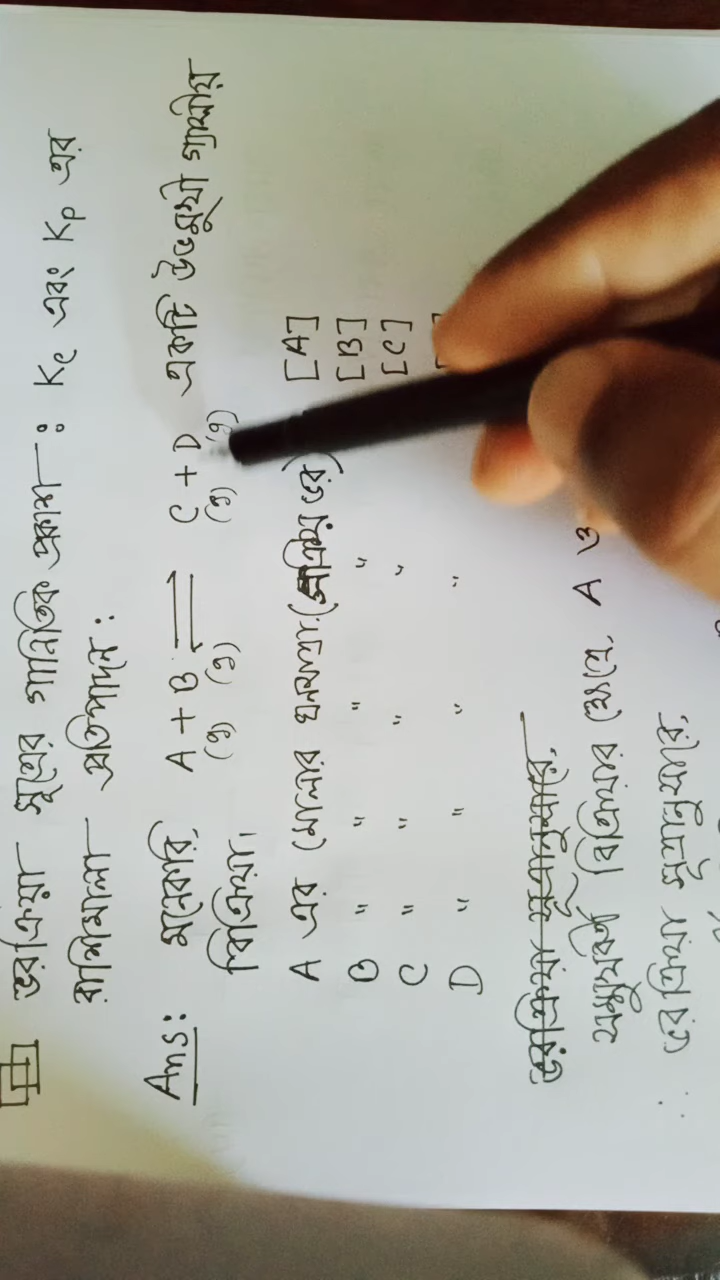 ভরক্রিয়া সূত্রের গানিতিক প্রকাশ : Kc এবং Kp এর
রাশিমালা প্রতিপাদন :
Ans : মনেকরি, A + B ⇌ C + D একটি উভমুখী গ্যাসীয়
(g) (g) (g) (g)
বিক্রিয়া।
A এর মোলার ঘনমাত্রা (সক্রিয় ভর) [A]
B " " " " [B]
C " " " " [C]
D " " " "
ভরক্রিয়া সূত্রানুসারে,
সম্মুখবর্তী বিক্রিয়ার ক্ষেত্রে, A ও
∴ ভরক্রিয়া সূত্রানুসারে,